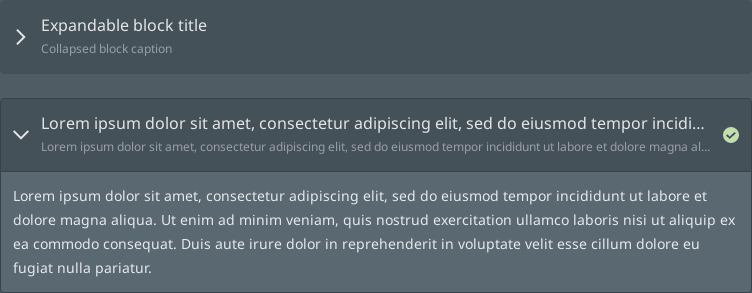 Expandable block title
Collapsed block caption
Lorem ipsum dolor sit amet, consectetur adipiscing elit, sed do eiusmod tempor incidi...
Lorem ipsum dolor sit amet, consectetur adipiscing elit, sed do eiusmod tempor incididunt ut labore et dolore magna al...
Lorem ipsum dolor sit amet, consectetur adipiscing elit, sed do eiusmod tempor incididunt ut labore et
dolore magna aliqua. Ut enim ad minim veniam, quis nostrud exercitation ullamco laboris nisi ut aliquip ex
ea commodo consequat. Duis aute irure dolor in reprehenderit in voluptate velit esse cillum dolore eu
fugiat nulla pariatur.